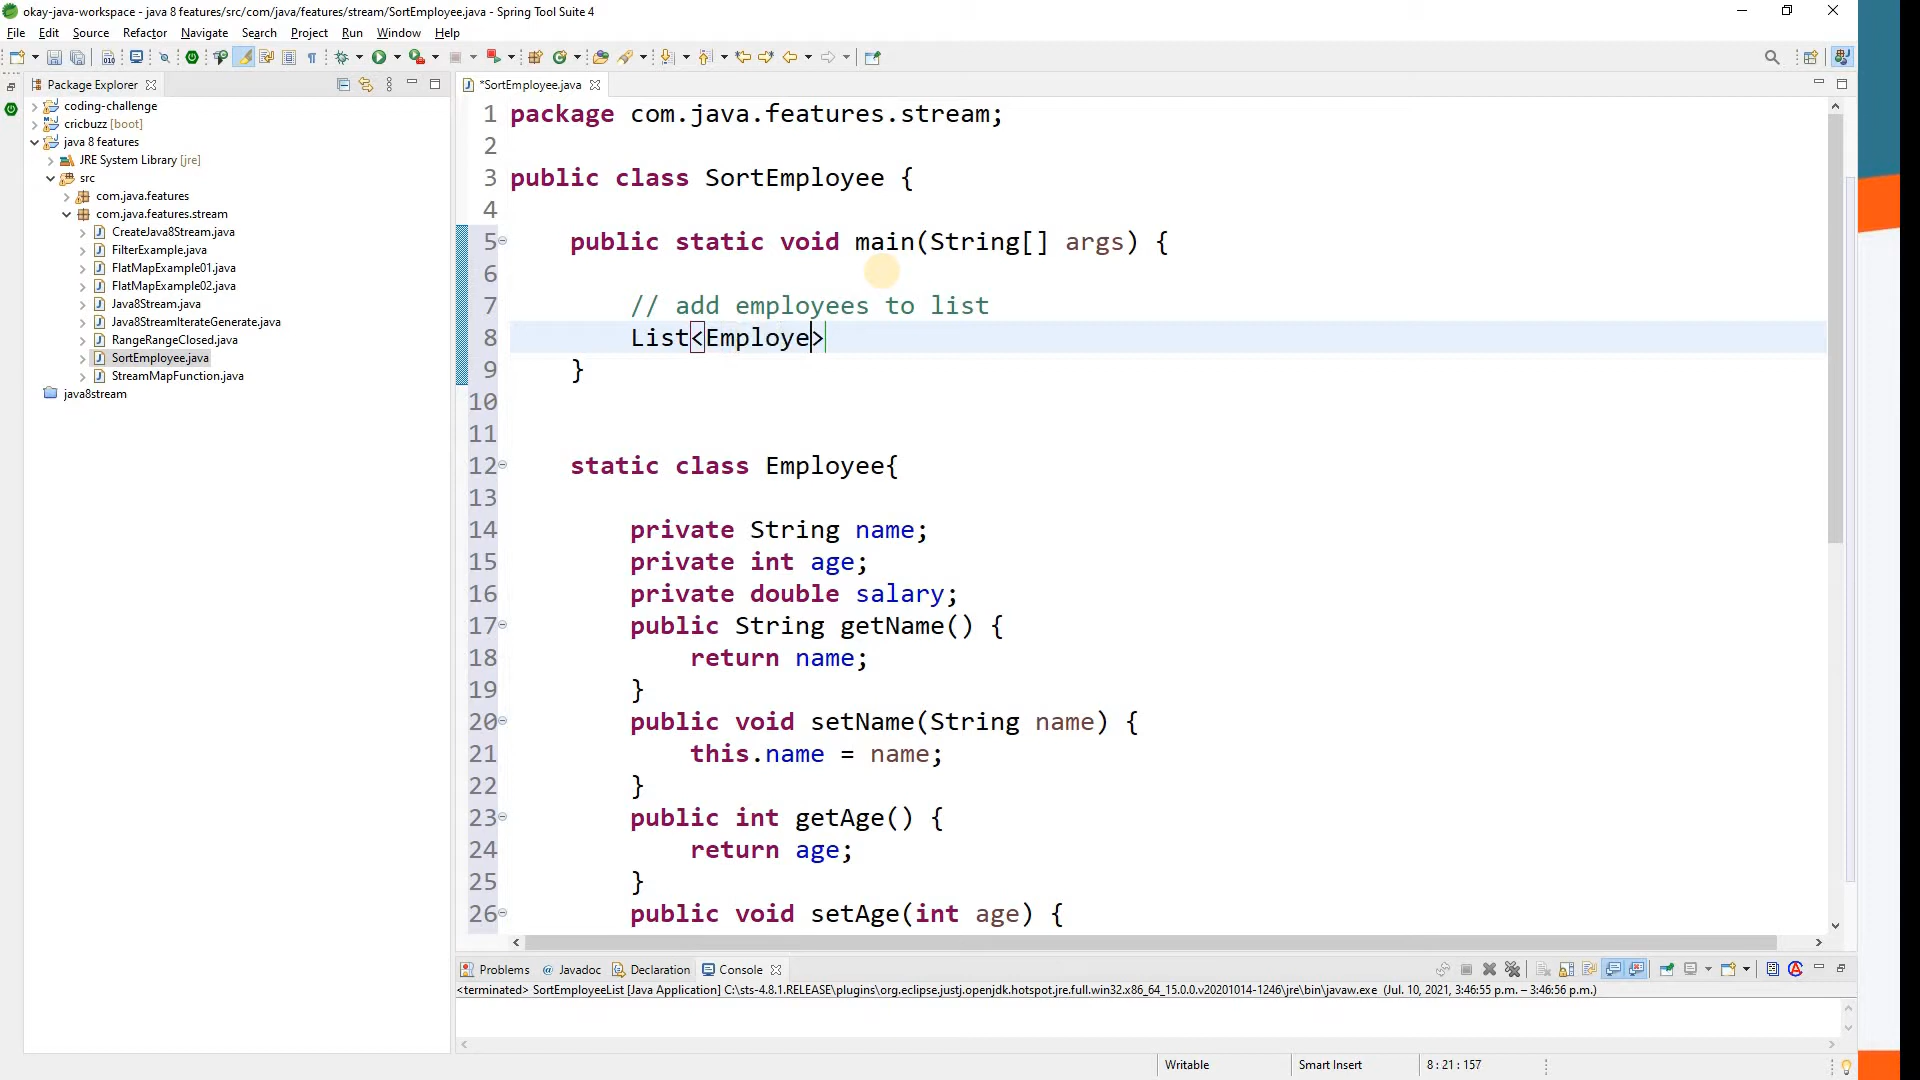 okay-java-workspace - java 8 features/src/com/java/features/stream/SortEmployee.java - Spring Tool Suite 4
File Edit Source Refactor Navigate Search Project Run Window Help
Package Explorer
coding-challenge
cricbuzz [boot]
java 8 features
JRE System Library [jre]
src
com.java.features
com.java.features.stream
CreateJava8Stream.java
FilterExample.java
FlatMapExample01.java
FlatMapExample02.java
Java8Stream.java
Java8StreamIterateGenerate.java
RangeRangeClosed.java
SortEmployee.java
StreamMapFunction.java
java8stream
*SortEmployee.java
1 package com.java.features.stream;
2
3 public class SortEmployee {
4
5 public static void main(String[] args) {
6
7 // add employees to list
8 List<Employe>
9 }
10
11
12 static class Employee{
13
14 private String name;
15 private int age;
16 private double salary;
17 public String getName() {
18 return name;
19 }
20 public void setName(String name) {
21 this.name = name;
22 }
23 public int getAge() {
24 return age;
25 }
26 public void setAge(int age) {
Problems @ Javadoc Declaration Console
<terminated> SortEmployeeList [Java Application] C:\sts-4.8.1.RELEASE\plugins\org.eclipse.justj.openjdk.hotspot.jre.full.win32.x86_64_15.0.0.v20201014-1246\jre\bin\javaw.exe (Jul. 10, 2021, 3:46:55 p.m. – 3:46:56 p.m.)
Writable Smart Insert 8 : 21 : 157